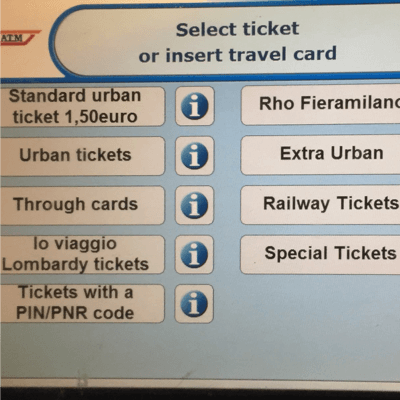 ATM
Select ticket
or insert travel card
Standard urban
ticket 1,50euro
i
Rho Fieramilano
Urban tickets
i
Extra Urban
Through cards
i
Railway Tickets
Io viaggio
Lombardy tickets
i
Special Tickets
Tickets with a
PIN/PNR code
i